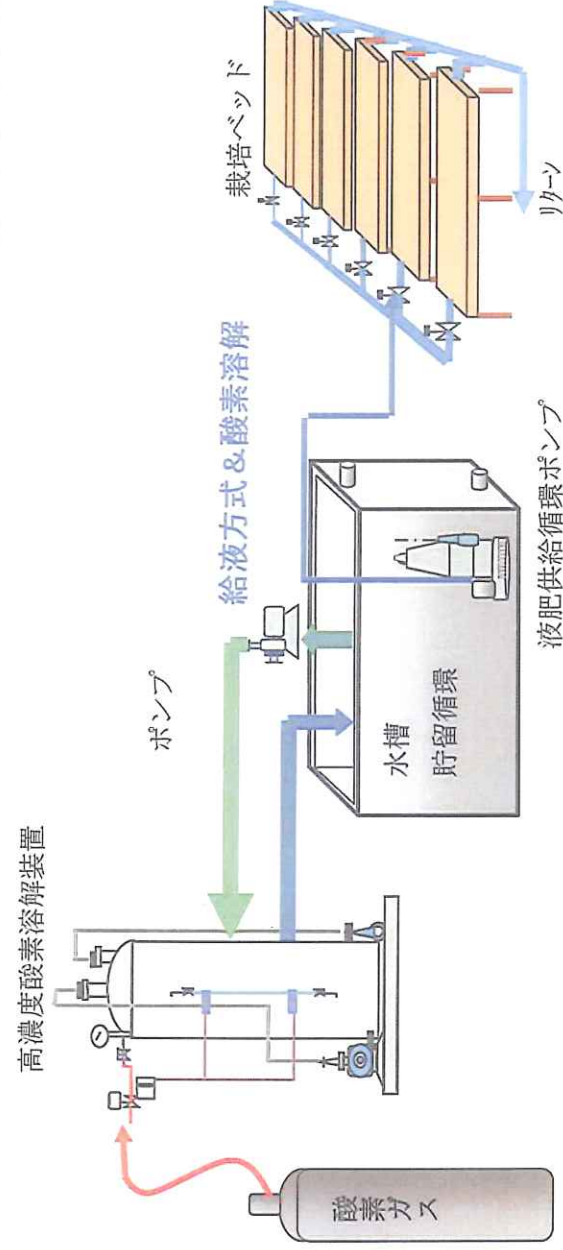 高濃度酸素溶解装置
ポンプ
給液方式&酸素溶解
栽培ベッド
酸素
ガス
水槽
貯留循環
液肥供給循環ポンプ
リターン